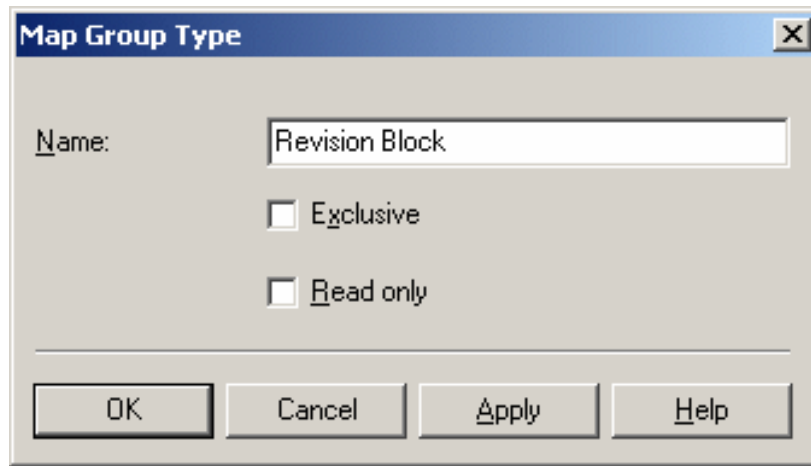 Map Group Type
Name: Revision Block
Exclusive
Read only
OK Cancel Apply Help